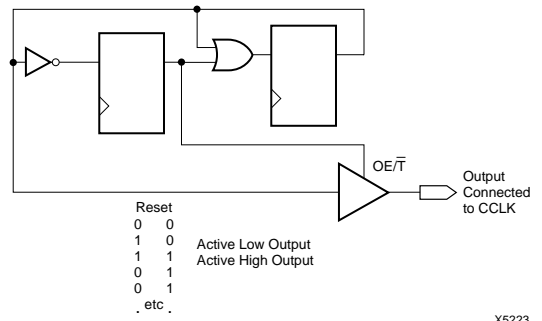 OE/T̅
Output
Connected
to CCLK
Reset
0 0
1 0
1 1
0 1
0 1
. etc .
Active Low Output
Active High Output
X5223